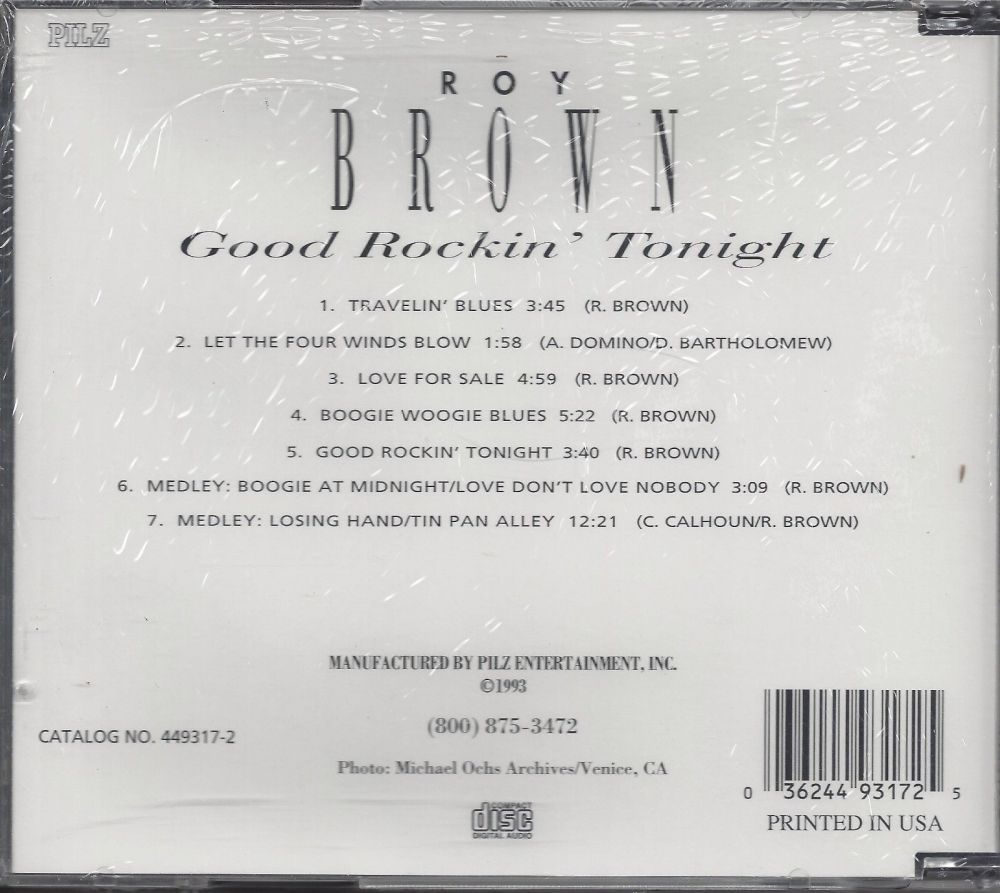 PILZ
ROY
BROWN
Good Rockin' Tonight
1. TRAVELIN' BLUES 3:45 (R. BROWN)
2. LET THE FOUR WINDS BLOW 1:58 (A. DOMINO/D. BARTHOLOMEW)
3. LOVE FOR SALE 4:59 (R. BROWN)
4. BOOGIE WOOGIE BLUES 5:22 (R. BROWN)
5. GOOD ROCKIN' TONIGHT 3:40 (R. BROWN)
6. MEDLEY: BOOGIE AT MIDNIGHT/LOVE DON'T LOVE NOBODY 3:09 (R. BROWN)
7. MEDLEY: LOSING HAND/TIN PAN ALLEY 12:21 (C. CALHOUN/R. BROWN)
MANUFACTURED BY PILZ ENTERTAINMENT, INC.
©1993
(800) 875-3472
CATALOG NO. 449317-2
Photo: Michael Ochs Archives/Venice, CA
COMPACT
disc
DIGITAL AUDIO
0 36244 93172 5
PRINTED IN USA